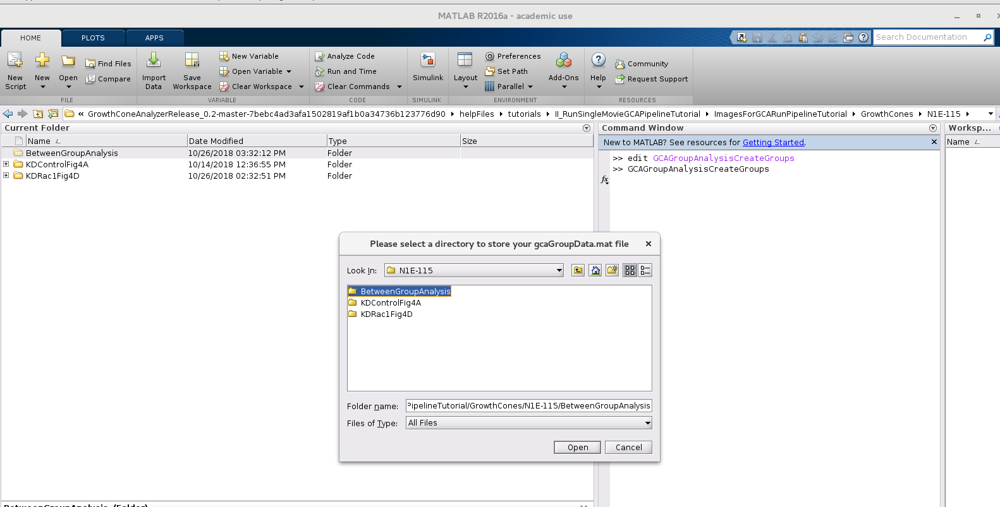 MATLAB R2016a - academic use
HOME PLOTS APPS
Search Documentation
New Script
New
Open
Find Files
Compare
Import Data
Save Workspace
New Variable
Open Variable
Clear Workspace
Analyze Code
Run and Time
Clear Commands
Simulink
Layout
Preferences
Set Path
Parallel
Add-Ons
Help
Community
Request Support
FILE VARIABLE CODE SIMULINK ENVIRONMENT RESOURCES
« GrowthConeAnalyzerRelease_0.2-master-7bebc4ad3afa1502819af1b0a34736b123776d90 helpFiles tutorials II_RunSingleMovieGCAPipelineTutorial ImagesForGCARunPipelineTutorial GrowthCones N1E-115
Current Folder
Name Date Modified Type Size
BetweenGroupAnalysis 10/26/2018 03:32:12 PM Folder
KDControlFig4A 10/14/2018 12:36:55 PM Folder
KDRac1Fig4D 10/26/2018 02:32:51 PM Folder
Command Window
New to MATLAB? See resources for Getting Started.
>> edit GCAGroupAnalysisCreateGroups
>> GCAGroupAnalysisCreateGroups
fx
Worksp...
Name
Please select a directory to store your gcaGroupData.mat file
Look In: N1E-115
BetweenGroupAnalysis
KDControlFig4A
KDRac1Fig4D
Folder name: PipelineTutorial/GrowthCones/N1E-115/BetweenGroupAnalysis
Files of Type: All Files
Open Cancel
BetweenGroupAnalysis (Folder)